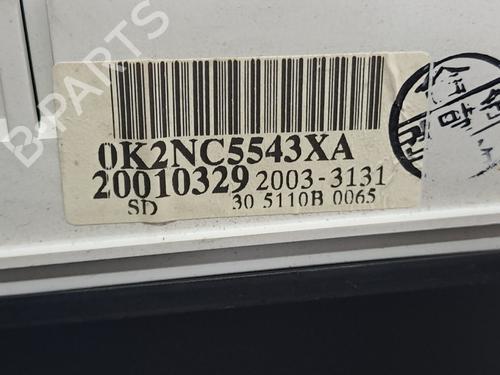 B-PARTS
0K2NC5543XA
20010329 2003-3131
SD 30 5110B 0065